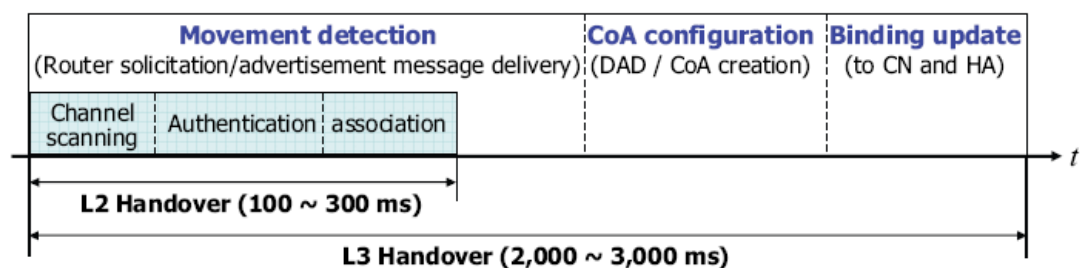 Movement detection
(Router solicitation/advertisement message delivery)
CoA configuration
(DAD / CoA creation)
Binding update
(to CN and HA)
Channel
scanning
Authentication
association
t
L2 Handover (100 ~ 300 ms)
L3 Handover (2,000 ~ 3,000 ms)